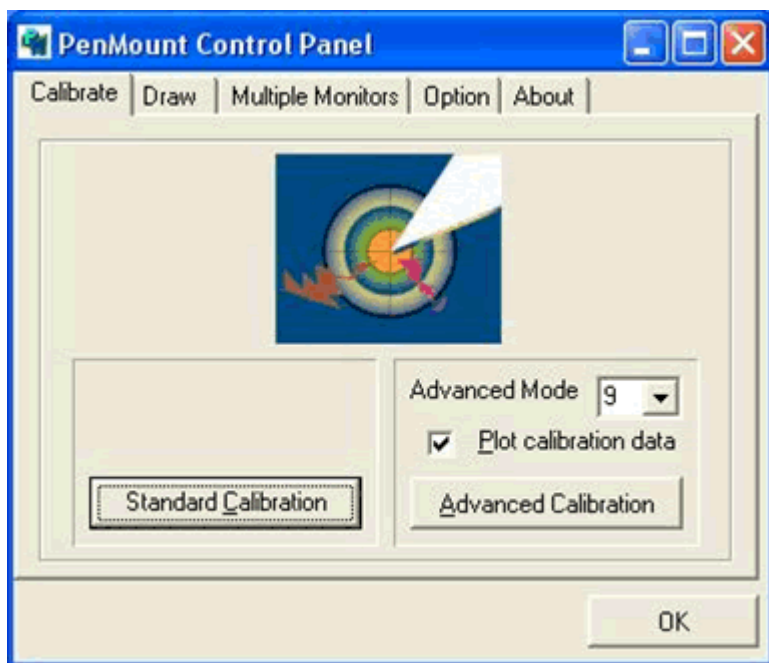 PenMount Control Panel
Calibrate Draw Multiple Monitors Option About
Advanced Mode 9
Plot calibration data
Standard Calibration Advanced Calibration
OK